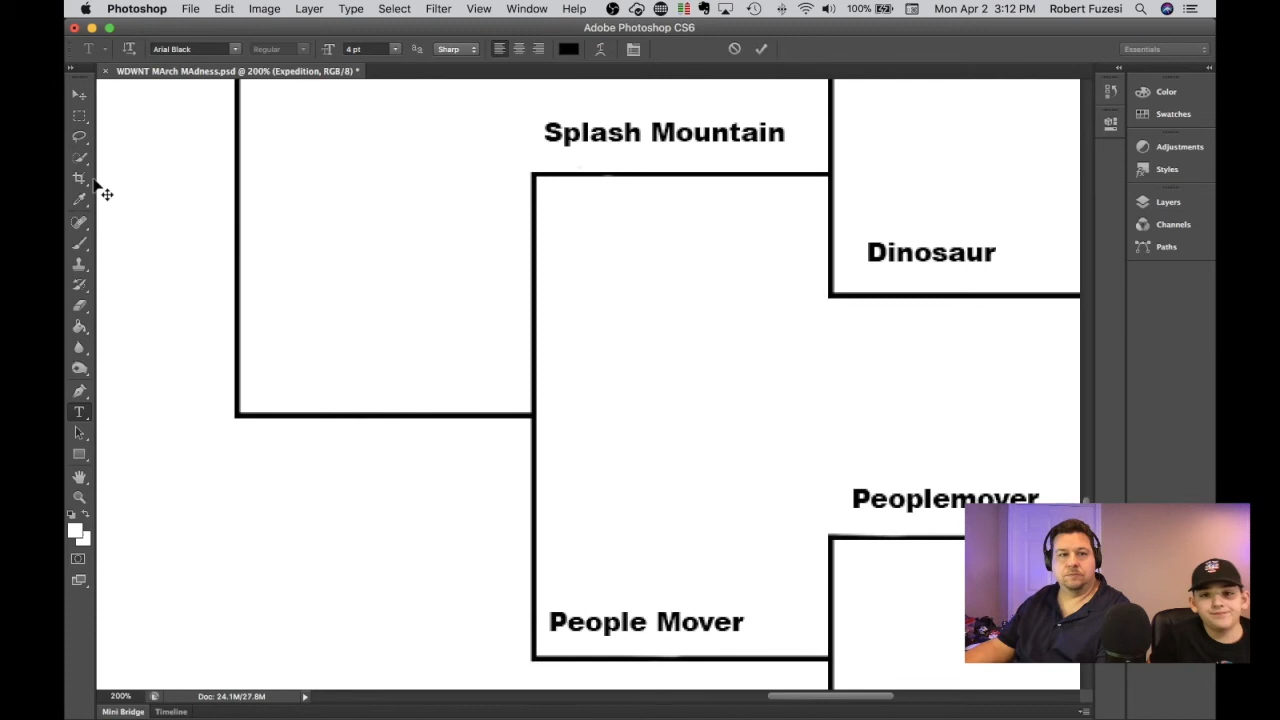 Photoshop File Edit Image Layer Type Select Filter View Window Help 100% Mon Apr 2 3:12 PM Robert Fuzesi
Adobe Photoshop CS6
T Arial Black Regular 4 pt Sharp Essentials
WDWNT MArch MAdness.psd @ 200% (Expedition, RGB/8) *
Color
Swatches
Adjustments
Styles
Layers
Channels
Paths
Splash Mountain
Dinosaur
Peoplemover
People Mover
200% Doc: 24.1M/27.8M
Mini Bridge Timeline